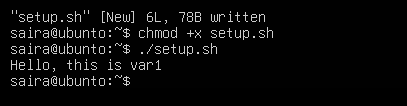 "setup.sh" [New] 6L, 78B written
saira@ubunto:~$ chmod +x setup.sh
saira@ubunto:~$ ./setup.sh
Hello, this is var1
saira@ubunto:~$